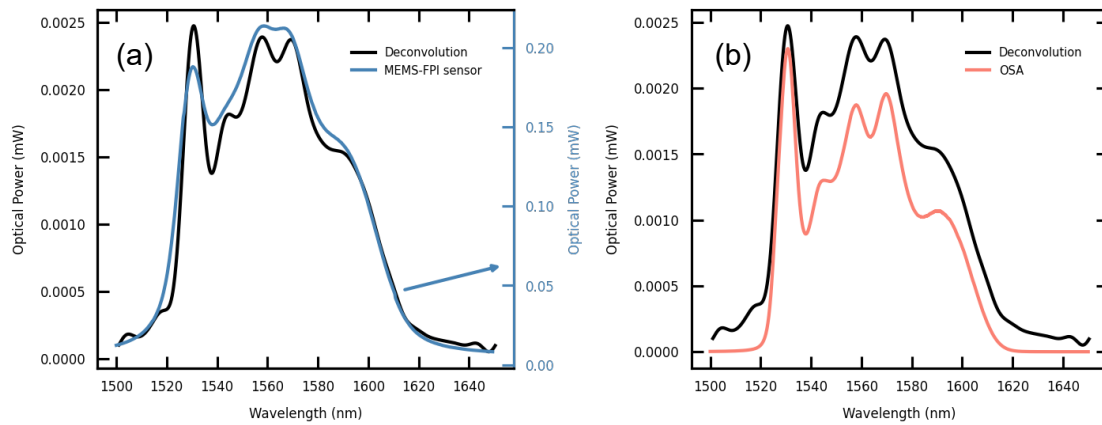 (a)
Deconvolution
MEMS-FPI sensor
0.0025
0.0020
0.0015
0.0010
0.0005
0.0000
Optical Power (mW)
0.20
0.15
0.10
0.05
0.00
Optical Power (mW)
1500 1520 1540 1560 1580 1600 1620 1640
Wavelength (nm)
(b)
Deconvolution
OSA
0.0025
0.0020
0.0015
0.0010
0.0005
0.0000
Optical Power (mW)
1500 1520 1540 1560 1580 1600 1620 1640
Wavelength (nm)